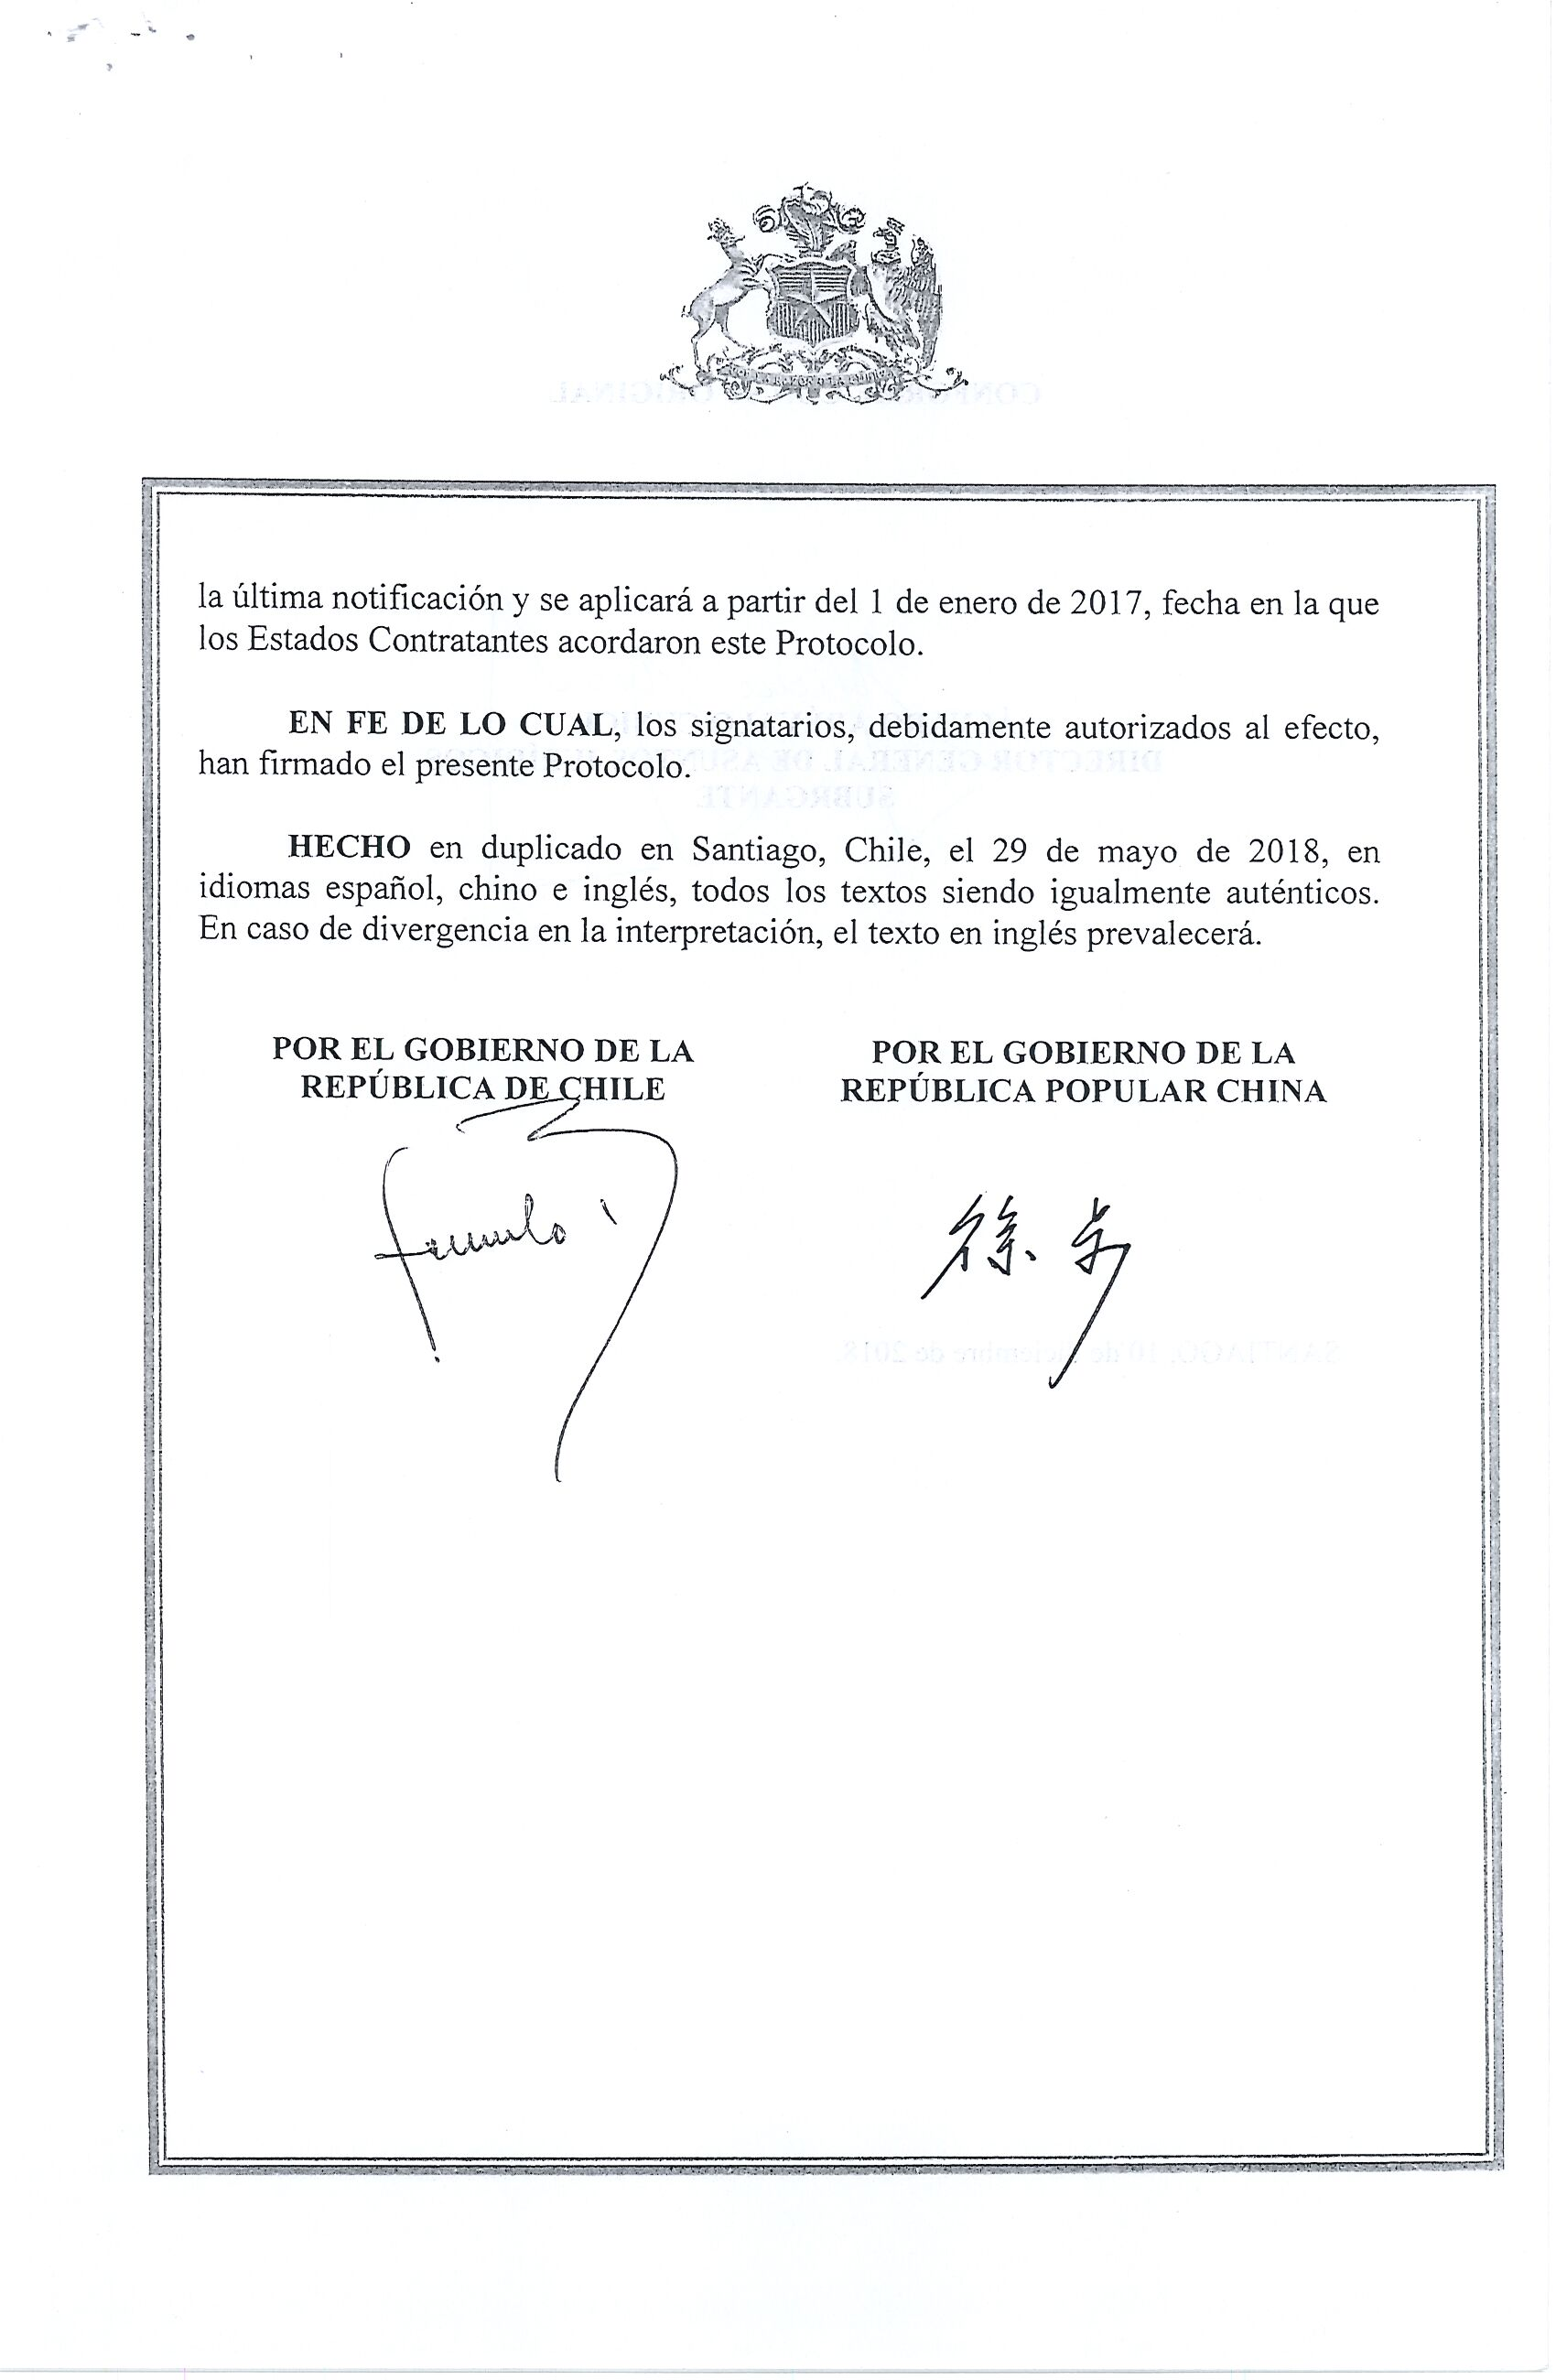 la última notificación y se aplicará a partir del 1 de enero de 2017, fecha en la que
los Estados Contratantes acordaron este Protocolo.
EN FE DE LO CUAL, los signatarios, debidamente autorizados al efecto,
han firmado el presente Protocolo.
HECHO en duplicado en Santiago, Chile, el 29 de mayo de 2018, en
idiomas español, chino e inglés, todos los textos siendo igualmente auténticos.
En caso de divergencia en la interpretación, el texto en inglés prevalecerá.
POR EL GOBIERNO DE LA
REPÚBLICA DE CHILE
POR EL GOBIERNO DE LA
REPÚBLICA POPULAR CHINA
徐步